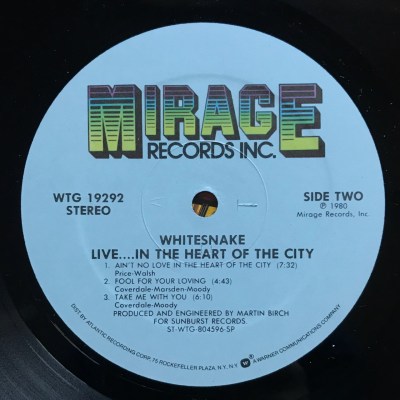 MIRAGE
RECORDS INC.
WTG 19292
STEREO
SIDE TWO
℗ 1980
Mirage Records, Inc
WHITESNAKE
LIVE....IN THE HEART OF THE CITY
1. AIN'T NO LOVE IN THE HEART OF THE CITY (7:32)
Price-Walsh
2. FOOL FOR YOUR LOVING (4:43)
Coverdale-Marsden-Moody
3. TAKE ME WITH YOU (6:10)
Coverdale-Moody
PRODUCED AND ENGINEERED BY MARTIN BIRCH
FOR SUNBURST RECORDS.
ST-WTG-804596-SP
DIST. BY ATLANTIC RECORDING CORP. 75 ROCKEFELLER PLAZA, N.Y., N.Y. A WARNER COMMUNICATIONS COMPANY